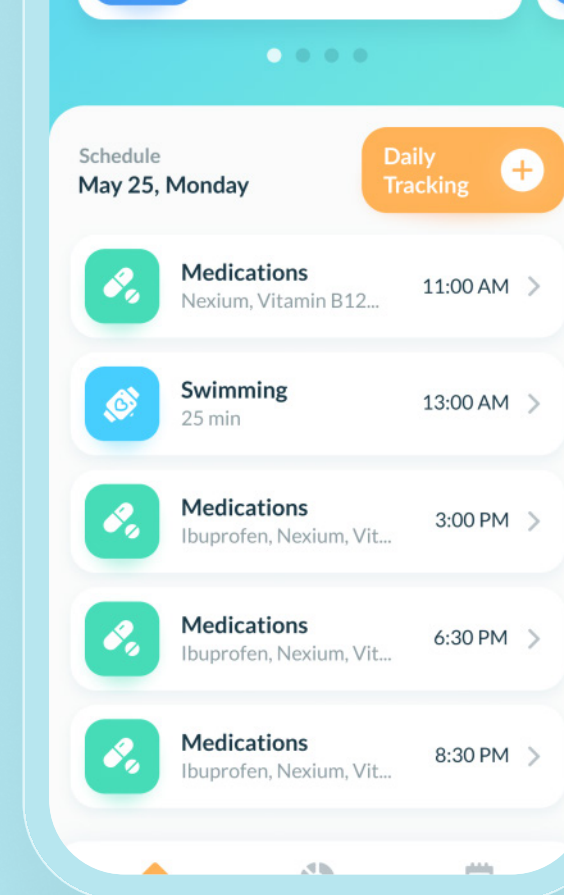 Schedule
May 25, Monday
Daily
Tracking
Medications
Nexium, Vitamin B12...
11:00 AM
Swimming
25 min
13:00 AM
Medications
Ibuprofen, Nexium, Vit...
3:00 PM
Medications
Ibuprofen, Nexium, Vit...
6:30 PM
Medications
Ibuprofen, Nexium, Vit...
8:30 PM